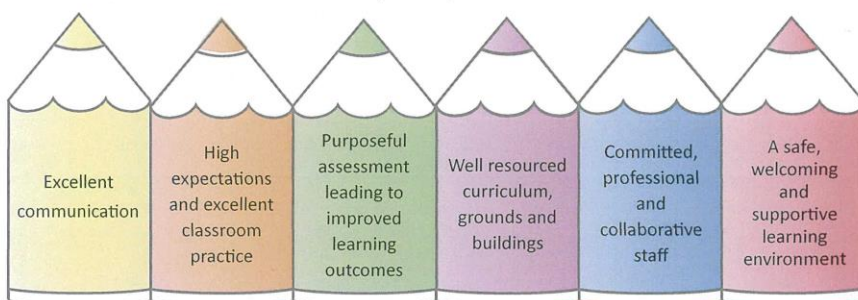 Excellent
communication
High
expectations
and excellent
classroom
practice
Purposeful
assessment
leading to
improved
learning
outcomes
Well resourced
curriculum,
grounds and
buildings
Committed,
professional
and
collaborative
staff
A safe,
welcoming
and
supportive
learning
environment